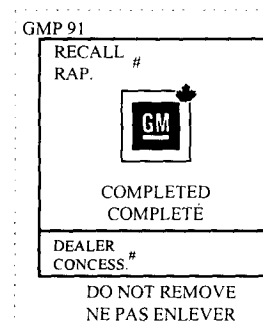 GMP 91
RECALL #
RAP.
GM
COMPLETED
COMPLETÉ
DEALER #
CONCESS.
DO NOT REMOVE
NE PAS ENLEVER